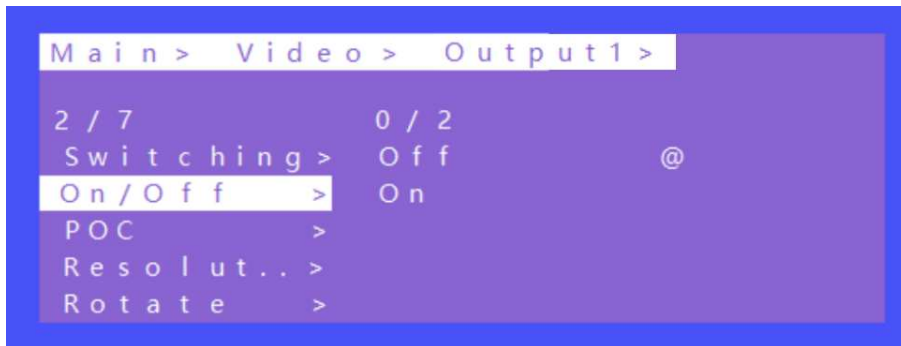 Main> Video> Output1>
2/7 0/2
Switching> Off @
On/Off > On
POC >
Resolut..>
Rotate >